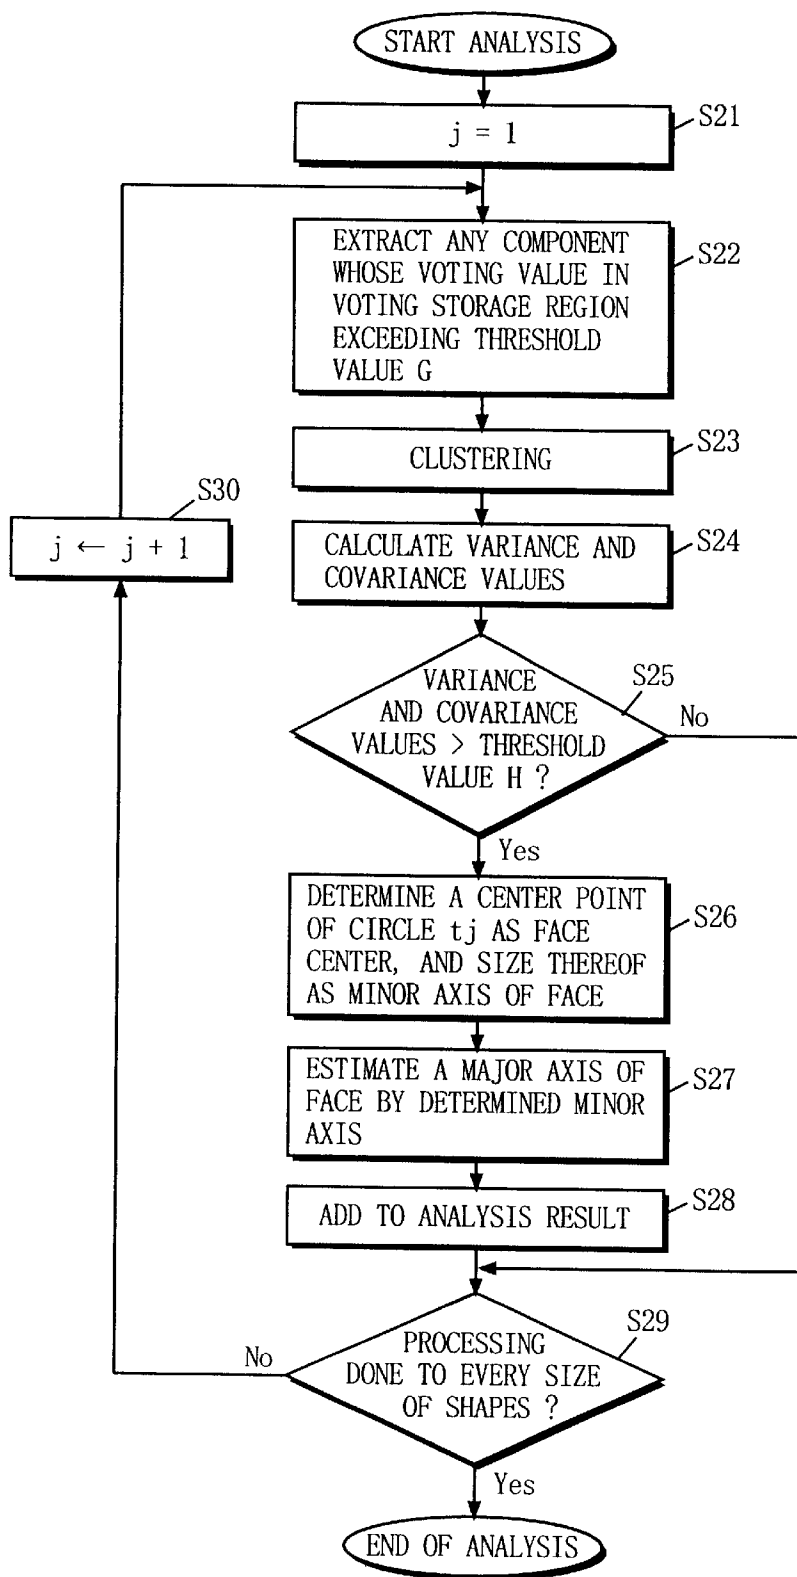 START ANALYSIS
S21
j = 1
EXTRACT ANY COMPONENT
WHOSE VOTING VALUE IN
VOTING STORAGE REGION
EXCEEDING THRESHOLD
VALUE G
S22
CLUSTERING
S23
S30
j ← j + 1
CALCULATE VARIANCE AND
COVARIANCE VALUES
S24
VARIANCE
AND COVARIANCE
VALUES > THRESHOLD
VALUE H ?
S25
No
Yes
DETERMINE A CENTER POINT
OF CIRCLE tj AS FACE
CENTER, AND SIZE THEREOF
AS MINOR AXIS OF FACE
S26
ESTIMATE A MAJOR AXIS OF
FACE BY DETERMINED MINOR
AXIS
S27
ADD TO ANALYSIS RESULT
S28
PROCESSING
DONE TO EVERY SIZE
OF SHAPES ?
S29
No
Yes
END OF ANALYSIS